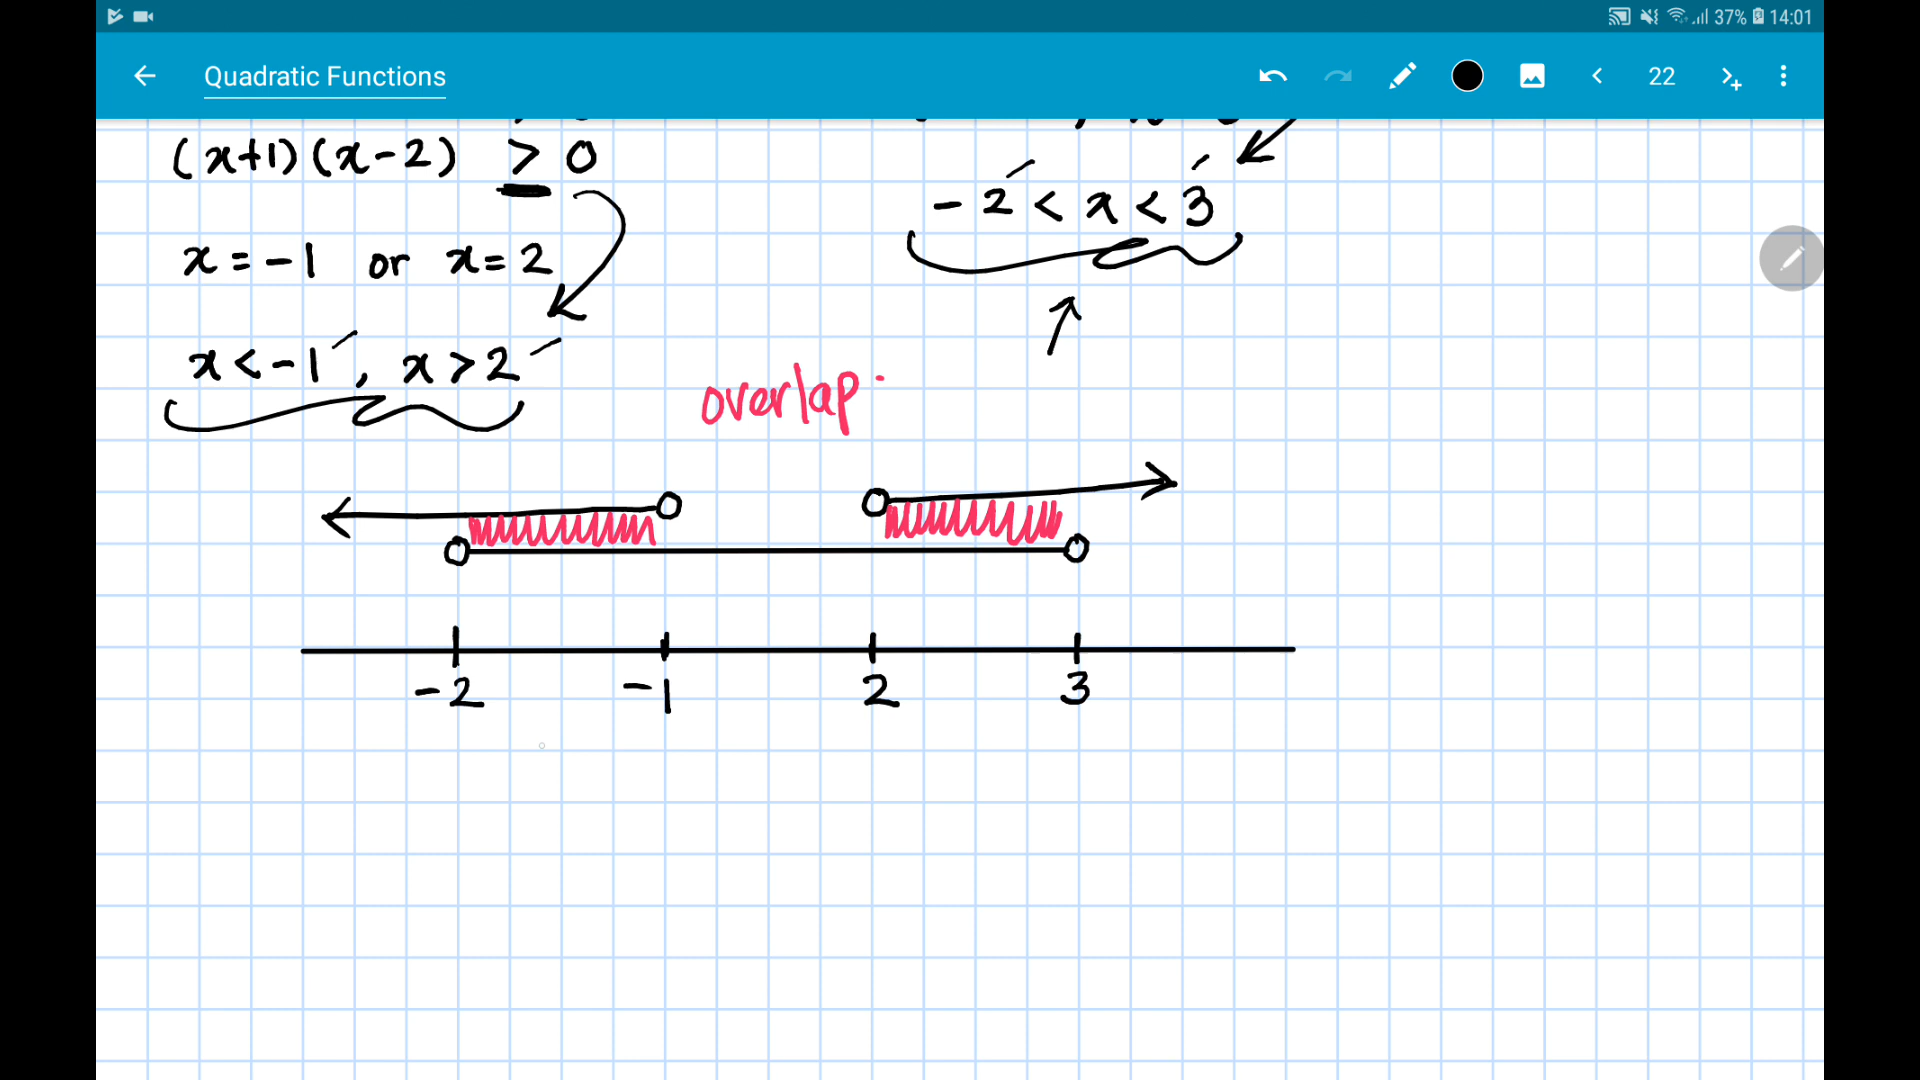 37% 14:01
Quadratic Functions 22
(x+1)(x-2) > 0
x = -1 or x = 2
x < -1, x > 2
-2 < x < 3
overlap
-2 -1 2 3